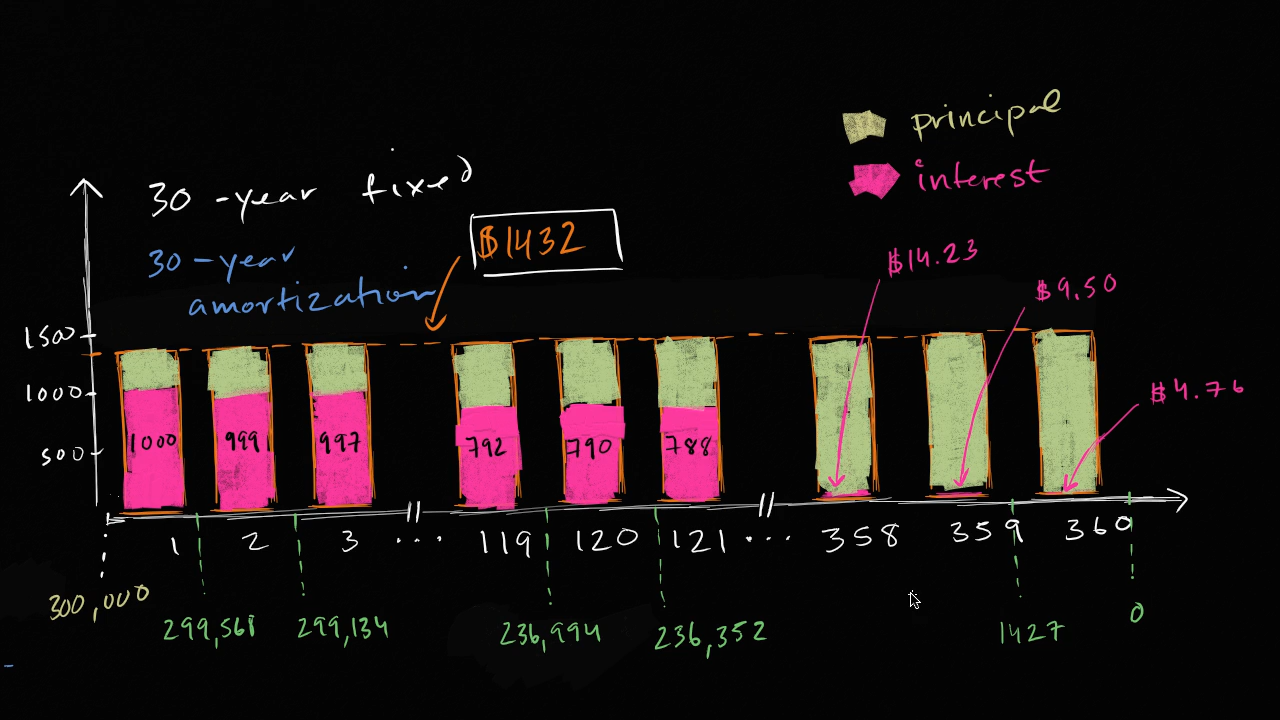 principal
30-year fixed
interest
$1432
30-year
amortization
$14.23
$9.50
1500
1000
$4.76
500
1000 999 997 792 790 788
1 2 3 ... 119 120 121 ... 358 359 360
300,000
299,568 299,134 236,994 236,352 1427 0